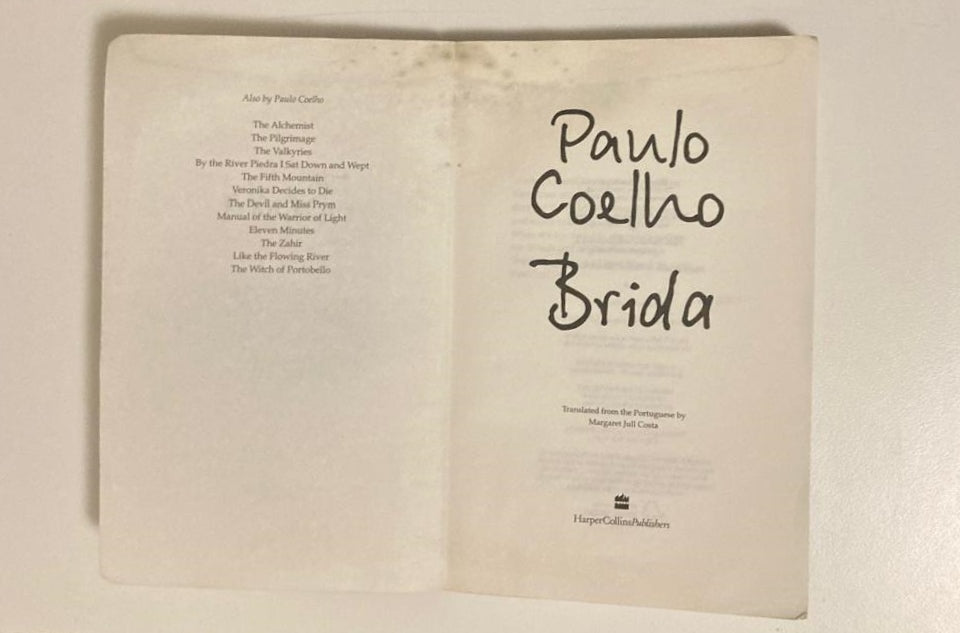 Also by Paulo Coelho
The Alchemist
The Pilgrimage
The Valkyries
By the River Piedra I Sat Down and Wept
The Fifth Mountain
Veronika Decides to Die
The Devil and Miss Prym
Manual of the Warrior of Light
Eleven Minutes
The Zahir
Like the Flowing River
The Witch of Portobello
Paulo
Coelho
Brida
Translated from the Portuguese by
Margaret Jull Costa
HarperCollinsPublishers